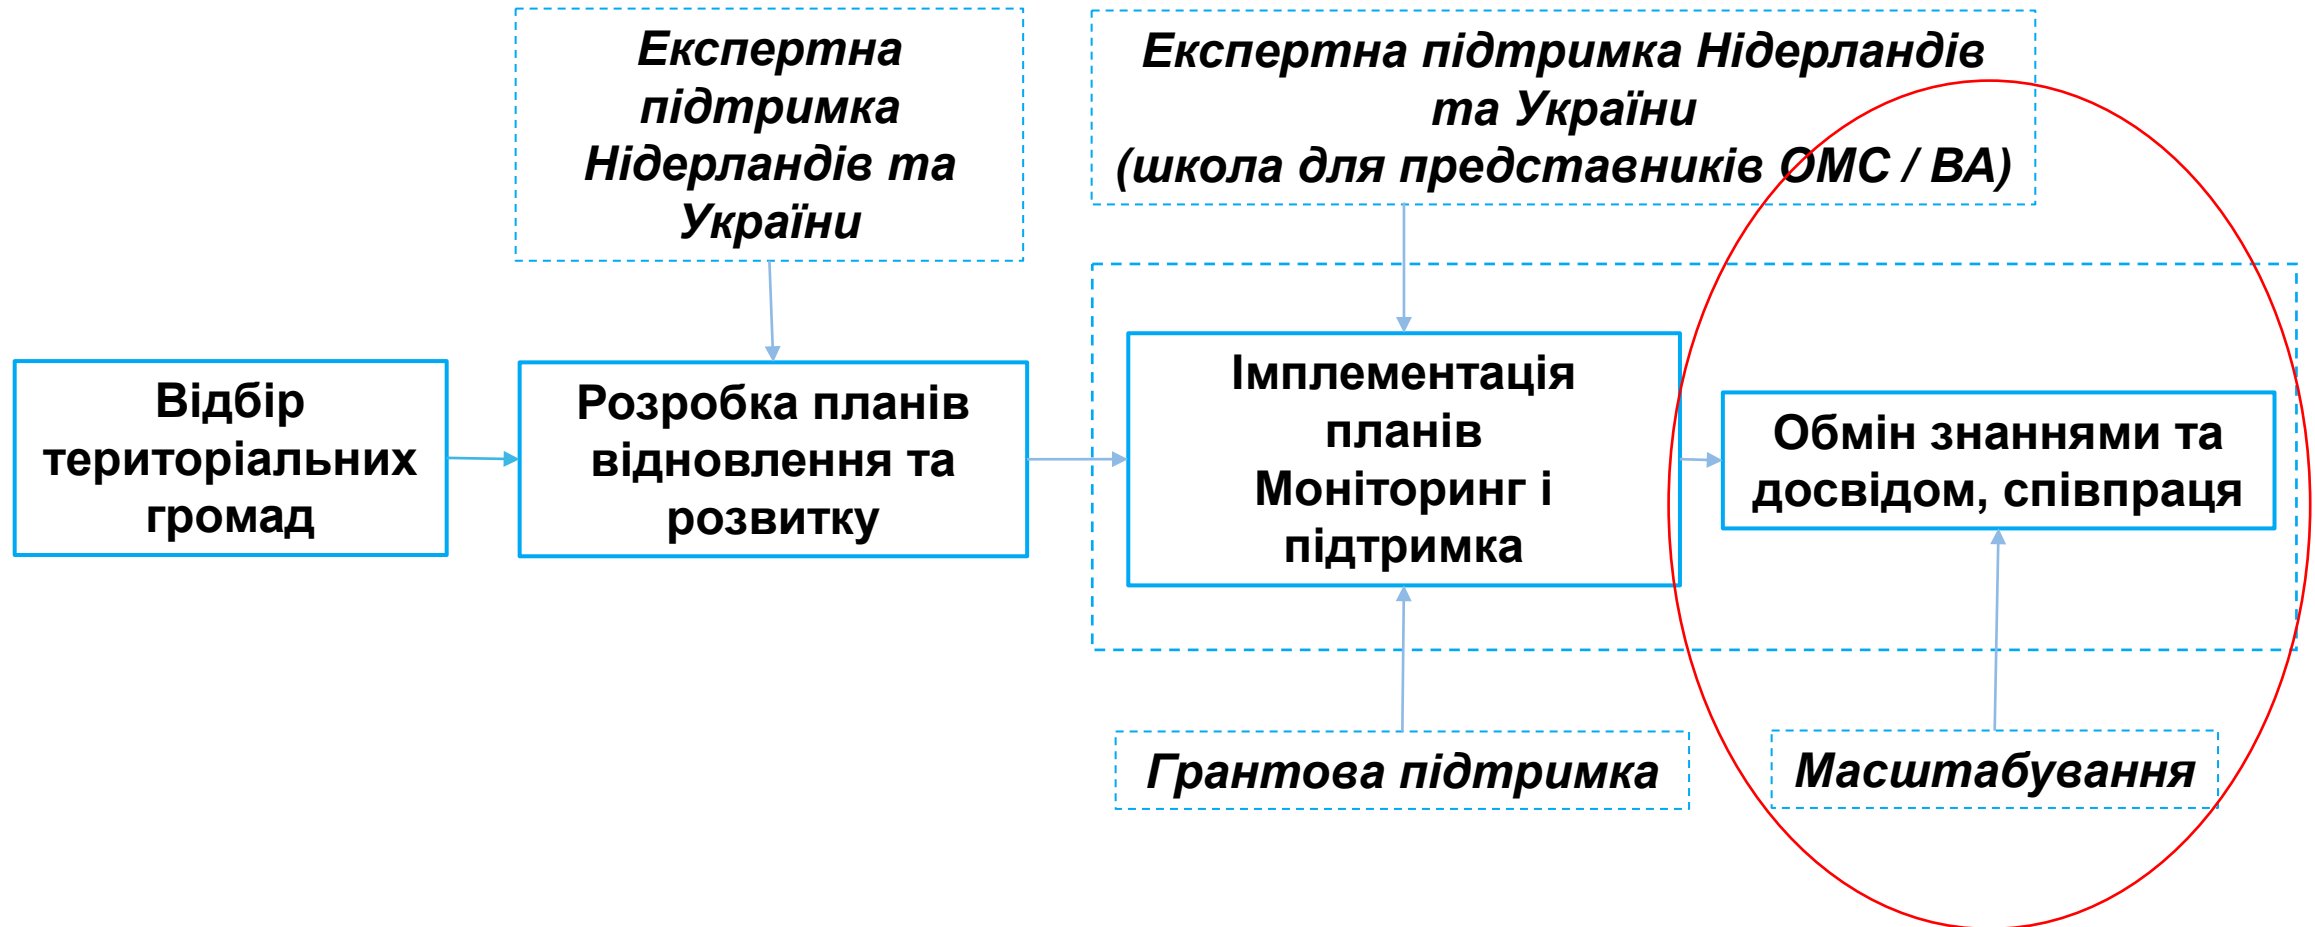 Експертна
підтримка
Нідерландів та
України
Експертна підтримка Нідерландів
та України
(школа для представників ОМС / ВА)
Відбір
територіальних
громад
Розробка планів
відновлення та
розвитку
Імплементація
планів
Моніторинг і
підтримка
Обмін знаннями та
досвідом, співпраця
Грантова підтримка
Масштабування